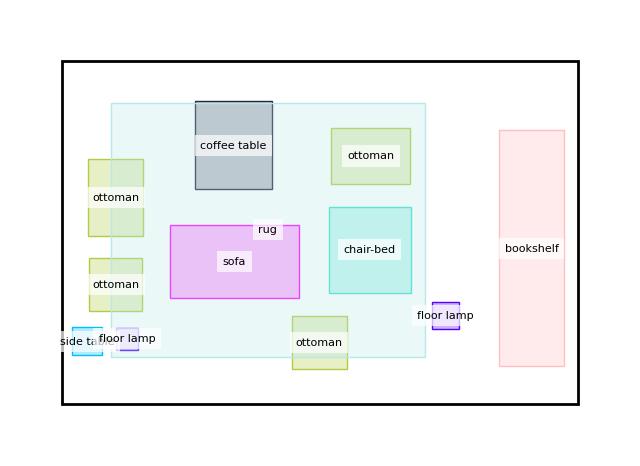 coffee table
ottoman
ottoman
rug
chair-bed
bookshelf
sofa
ottoman
floor lamp
side table
floor lamp
ottoman